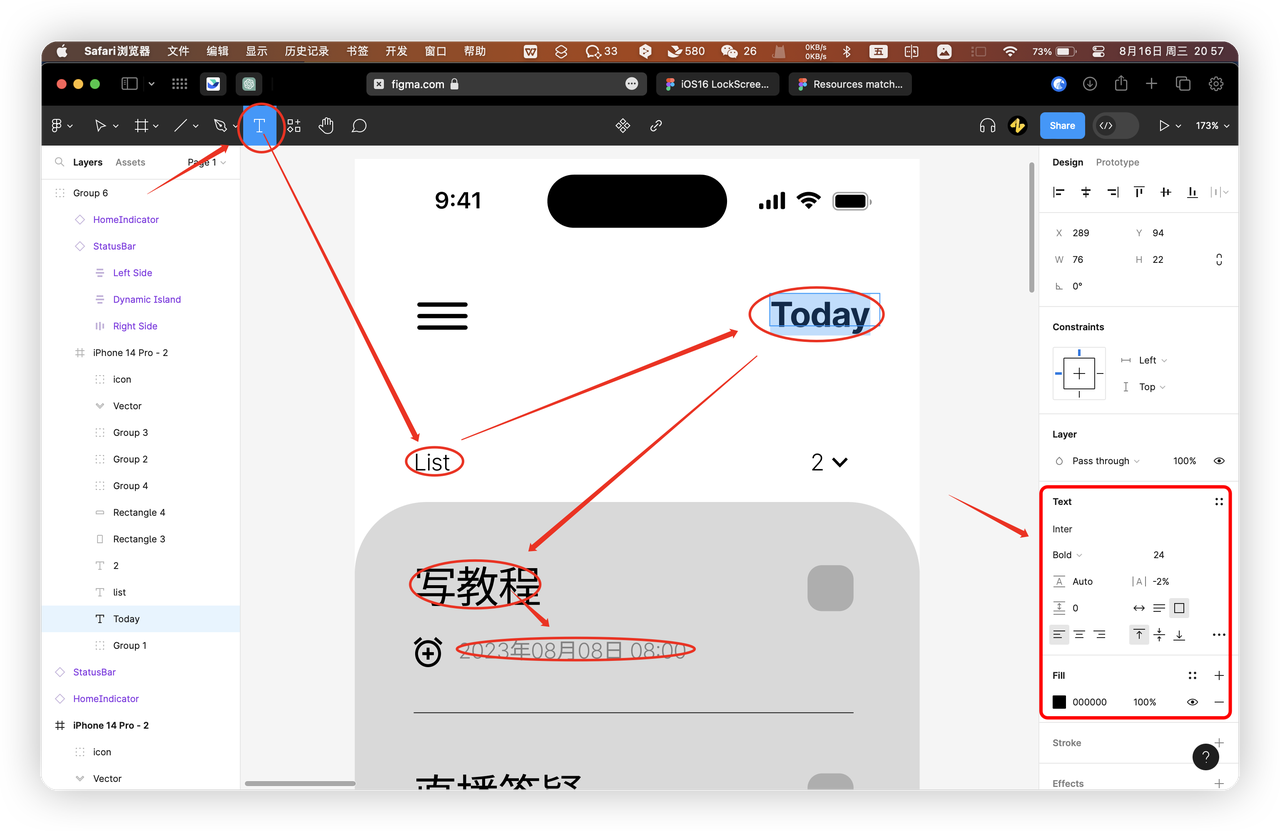 Safari浏览器 文件 编辑 显示 历史记录 书签 开发 窗口 帮助 33 580 26 0KB/s 0KB/s 五 73% 8月16日 周三 20 57
figma.com iOS16 LockScree... Resources match...
T Share </> 173%
Layers Assets Page 1
Group 6
HomeIndicator
StatusBar
Left Side
Dynamic Island
Right Side
iPhone 14 Pro - 2
icon
Vector
Group 3
Group 2
Group 4
Rectangle 4
Rectangle 3
2
list
Today
Group 1
StatusBar
HomeIndicator
iPhone 14 Pro - 2
icon
Vector
9:41
Today
List 2
写教程
2023年08月08日 08:00
直播答疑
Design Prototype
X 289 Y 94
W 76 H 22
0°
Constraints
Left
Top
Layer
Pass through 100%
Text
Inter
Bold 24
A Auto |A| -2%
0
Fill
000000 100%
Stroke
?
Effects